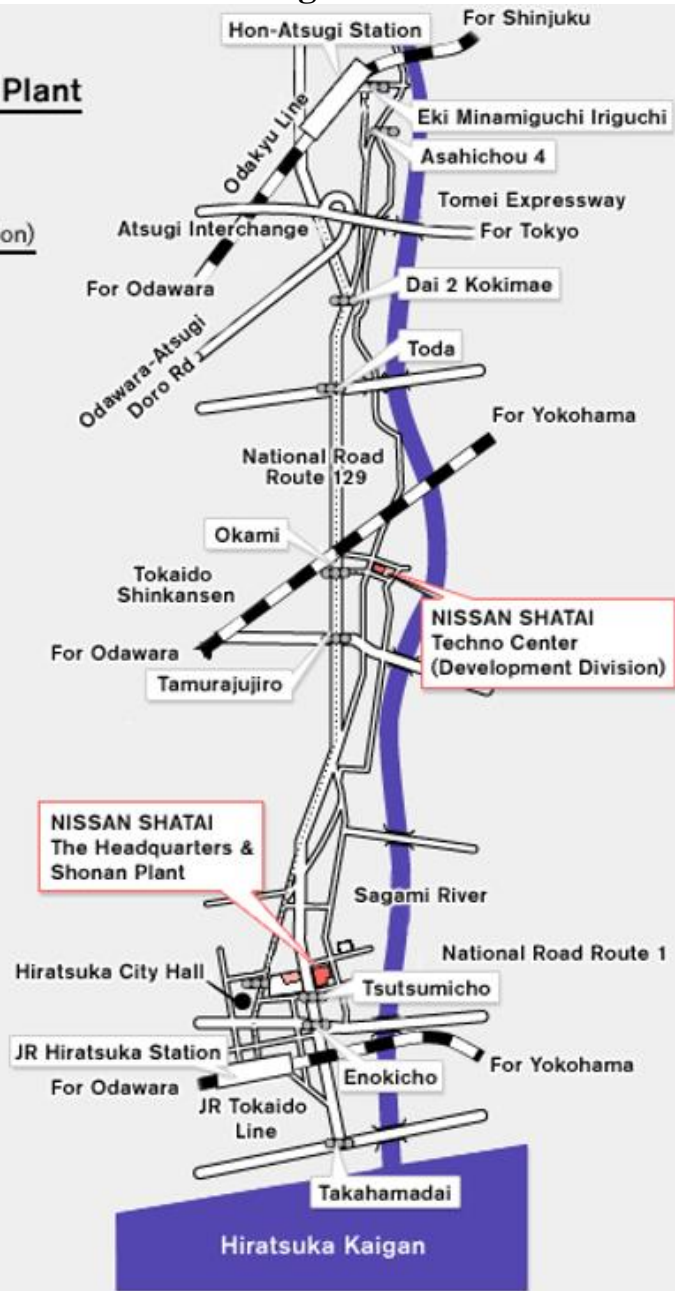 For Shinjuku
Hon-Atsugi Station
Plant
Eki Minamiguchi Iriguchi
Odakyu Line
Asahichou 4
Tomei Expressway
Atsugi Interchange
For Tokyo
on)
For Odawara
Dai 2 Kokimae
Odawara-Atsugi
Doro Rd
Toda
For Yokohama
National Road
Route 129
Okami
Tokaido
Shinkansen
NISSAN SHATAI
Techno Center
(Development Division)
For Odawara
Tamurajujiro
NISSAN SHATAI
The Headquarters &
Shonan Plant
Sagami River
National Road Route 1
Hiratsuka City Hall
Tsutsumicho
JR Hiratsuka Station
For Yokohama
Enokicho
For Odawara
JR Tokaido
Line
Takahamadai
Hiratsuka Kaigan